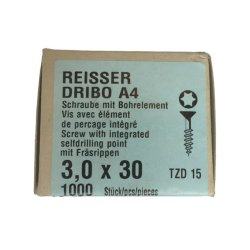 REISSER
DRIBO A4
Schraube mit Bohrelement
Vis avec élément
de percage intégré
Screw with integrated
selfdrilling point
mit Fräsrippen
3,0 x 30 TZD 15
1000 Stück/pcs/pieces